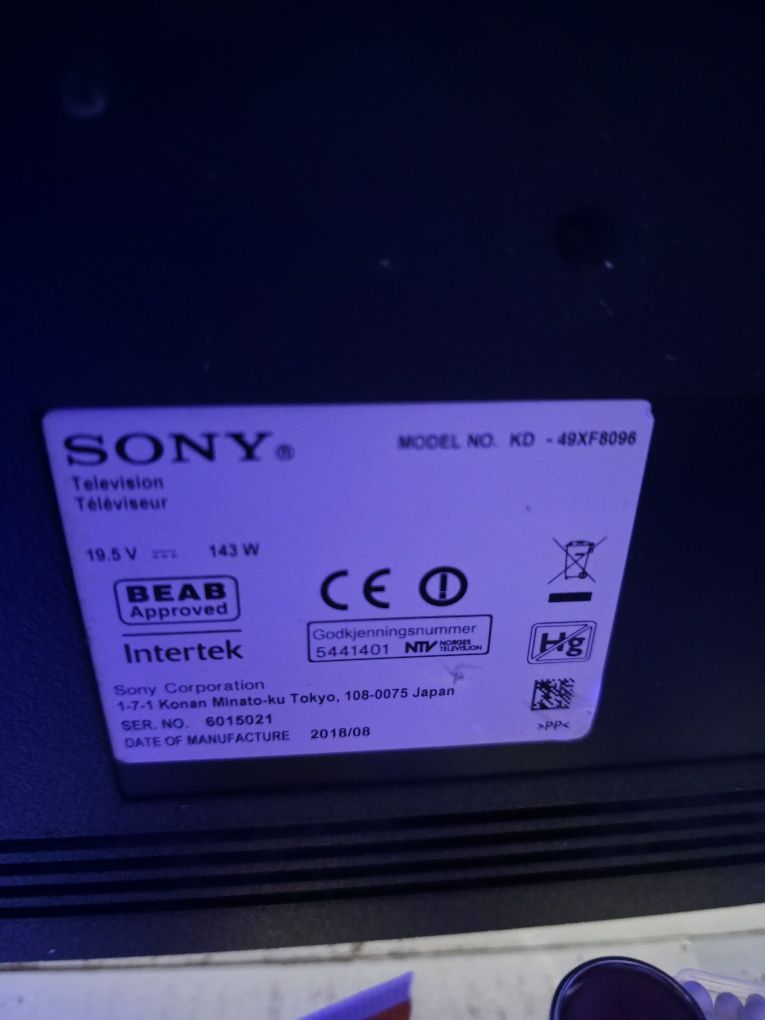 SONY®
MODEL NO. KD - 49XF8096
Television
Téléviseur
19.5 V 143 W
BEAB
Approved
Intertek
CE
Godkjenningsnummer
5441401 NTV NORGES
TELEVISJON
Hg
Sony Corporation
1-7-1 Konan Minato-ku Tokyo, 108-0075 Japan
SER. NO. 6015021
DATE OF MANUFACTURE 2018/08
>PP<